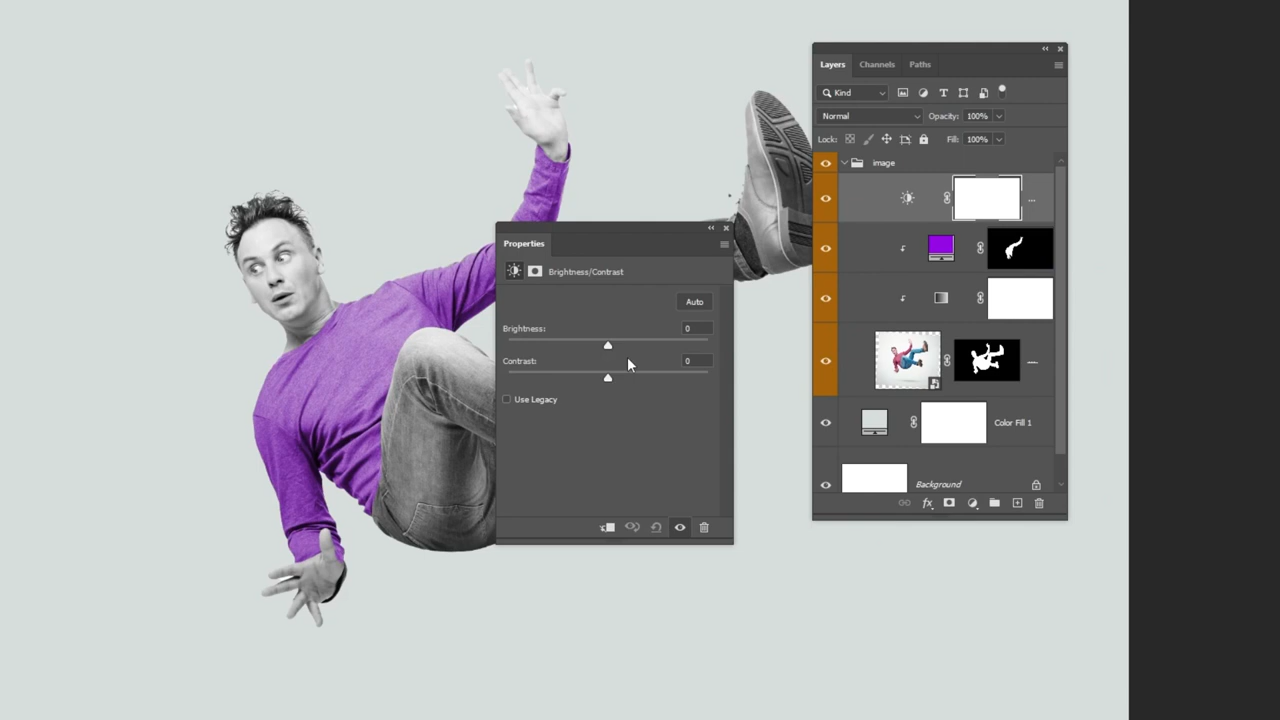 Layers Channels Paths
Kind
Normal Opacity: 100%
Lock: Fill: 100%
image
...
Color Fill 1
Background
fx
Properties
Brightness/Contrast
Auto
Brightness: 0
Contrast: 0
Use Legacy